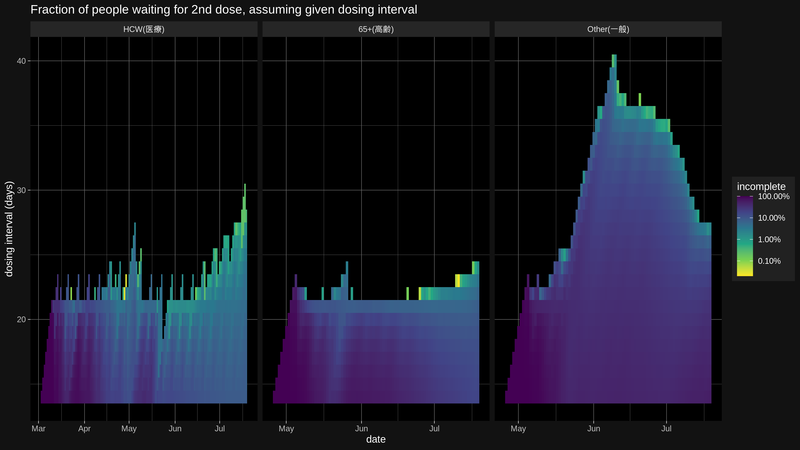 Fraction of people waiting for 2nd dose, assuming given dosing interval
HCW(医療)
65+(高齢)
Other(一般)
dosing interval (days)
40
30
20
Mar
Apr
May
Jun
Jul
May
Jun
Jul
May
Jun
Jul
date
incomplete
100.00%
10.00%
1.00%
0.10%